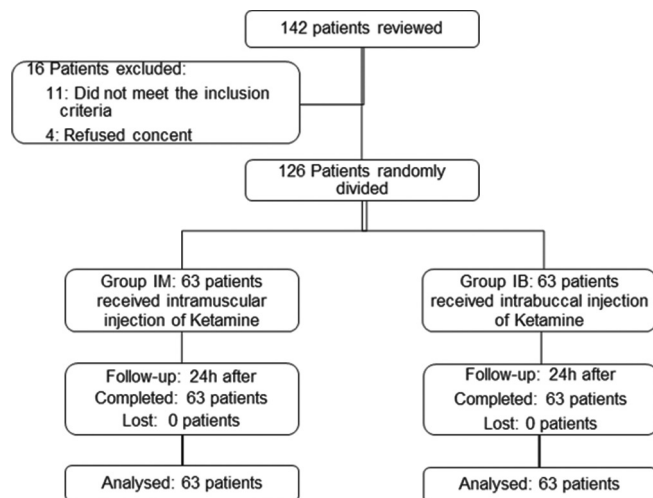 142 patients reviewed
16 Patients excluded:
11: Did not meet the inclusion
criteria
4: Refused concent
126 Patients randomly
divided
Group IM: 63 patients
received intramuscular
injection of Ketamine
Group IB: 63 patients
received intrabuccal injection
of Ketamine
Follow-up: 24h after
Completed: 63 patients
Lost: 0 patients
Follow-up: 24h after
Completed: 63 patients
Lost: 0 patients
Analysed: 63 patients
Analysed: 63 patients